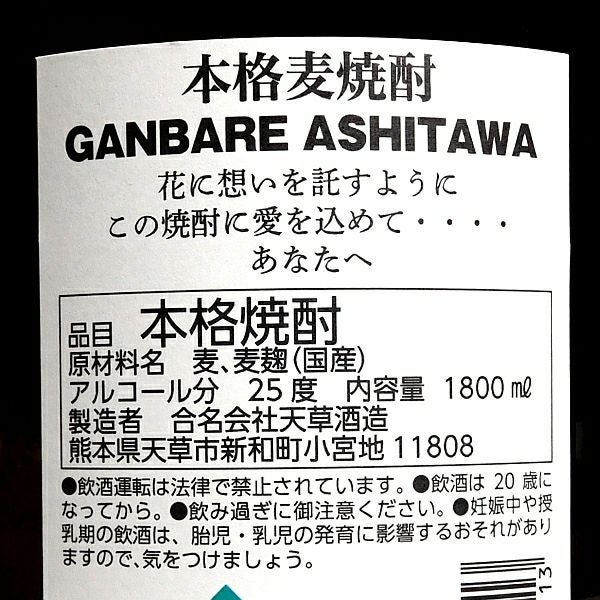 本格麦焼酎
GANBARE ASHITAWA
花に想いを託すように
この焼酎に愛を込めて・・・・
あなたへ
品目 本格焼酎
原材料名 麦、麦麹(国産)
アルコール分 25度 内容量 1800㎖
製造者 合名会社天草酒造
熊本県天草市新和町小宮地11808
●飲酒運転は法律で禁止されています。●飲酒は20歳に
なってから。●飲み過ぎに御注意ください。●妊娠中や授
乳期の飲酒は、胎児・乳児の発育に影響するおそれがあり
ますので、気をつけましょう。
13